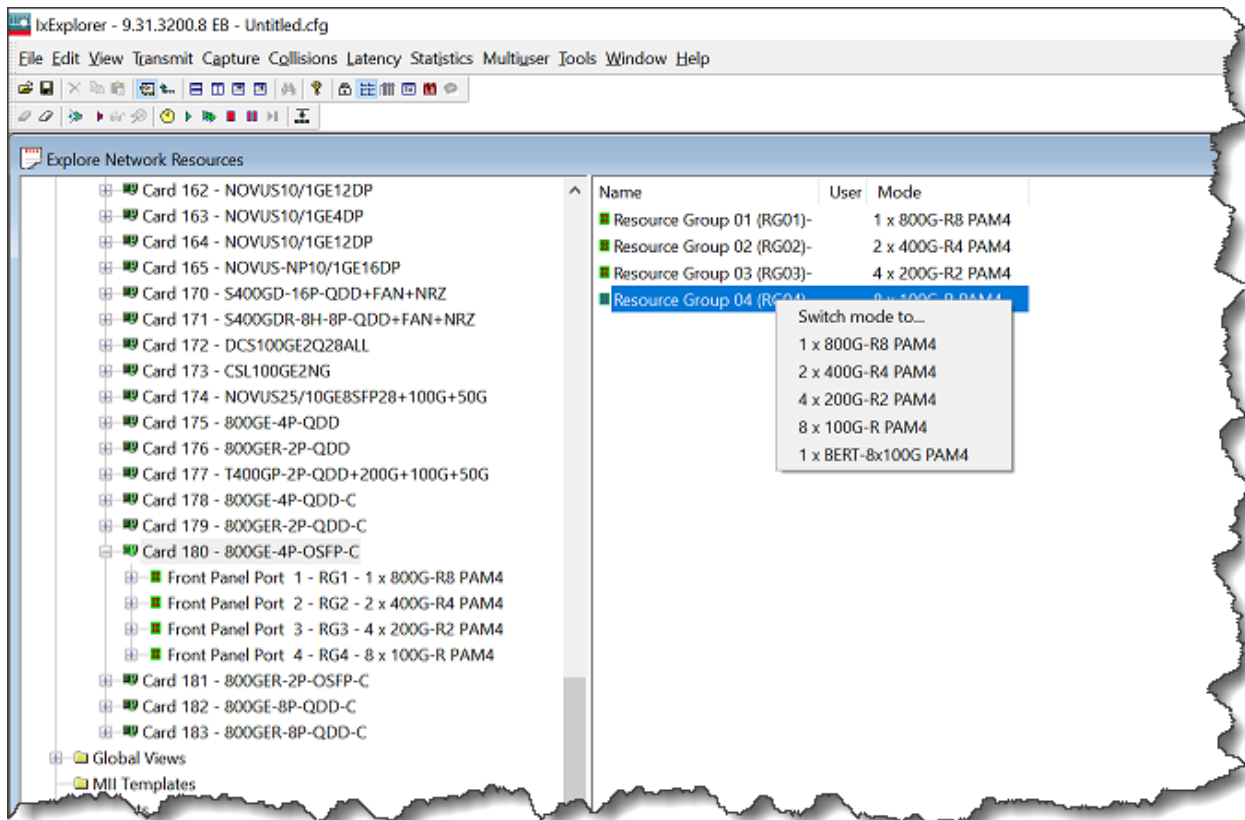 IxExplorer - 9.31.3200.8 EB - Untitled.cfg
File Edit View Transmit Capture Collisions Latency Statistics Multiuser Tools Window Help
Explore Network Resources
Card 162 - NOVUS10/1GE12DP
Card 163 - NOVUS10/1GE4DP
Card 164 - NOVUS10/1GE12DP
Card 165 - NOVUS-NP10/1GE16DP
Card 170 - S400GD-16P-QDD+FAN+NRZ
Card 171 - S400GDR-8H-8P-QDD+FAN+NRZ
Card 172 - DCS100GE2Q28ALL
Card 173 - CSL100GE2NG
Card 174 - NOVUS25/10GE8SFP28+100G+50G
Card 175 - 800GE-4P-QDD
Card 176 - 800GER-2P-QDD
Card 177 - T400GP-2P-QDD+200G+100G+50G
Card 178 - 800GE-4P-QDD-C
Card 179 - 800GER-2P-QDD-C
Card 180 - 800GE-4P-OSFP-C
Front Panel Port 1 - RG1 - 1 x 800G-R8 PAM4
Front Panel Port 2 - RG2 - 2 x 400G-R4 PAM4
Front Panel Port 3 - RG3 - 4 x 200G-R2 PAM4
Front Panel Port 4 - RG4 - 8 x 100G-R PAM4
Card 181 - 800GER-2P-OSFP-C
Card 182 - 800GE-8P-QDD-C
Card 183 - 800GER-8P-QDD-C
Global Views
MII Templates
Name User Mode
Resource Group 01 (RG01)- 1 x 800G-R8 PAM4
Resource Group 02 (RG02)- 2 x 400G-R4 PAM4
Resource Group 03 (RG03)- 4 x 200G-R2 PAM4
Resource Group 04 (RG04) 8 x 100G-R PAM4
Switch mode to...
1 x 800G-R8 PAM4
2 x 400G-R4 PAM4
4 x 200G-R2 PAM4
8 x 100G-R PAM4
1 x BERT-8x100G PAM4